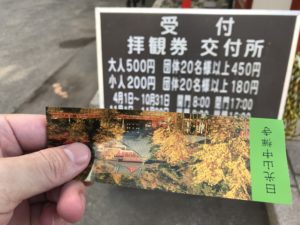 受付
拝観券 交付所
大人500円 団体20名様以上 450円
小人200円 団体20名様以上 180円
4月1日~10月31日 開門8:00 閉門17:00
日光山中禅寺